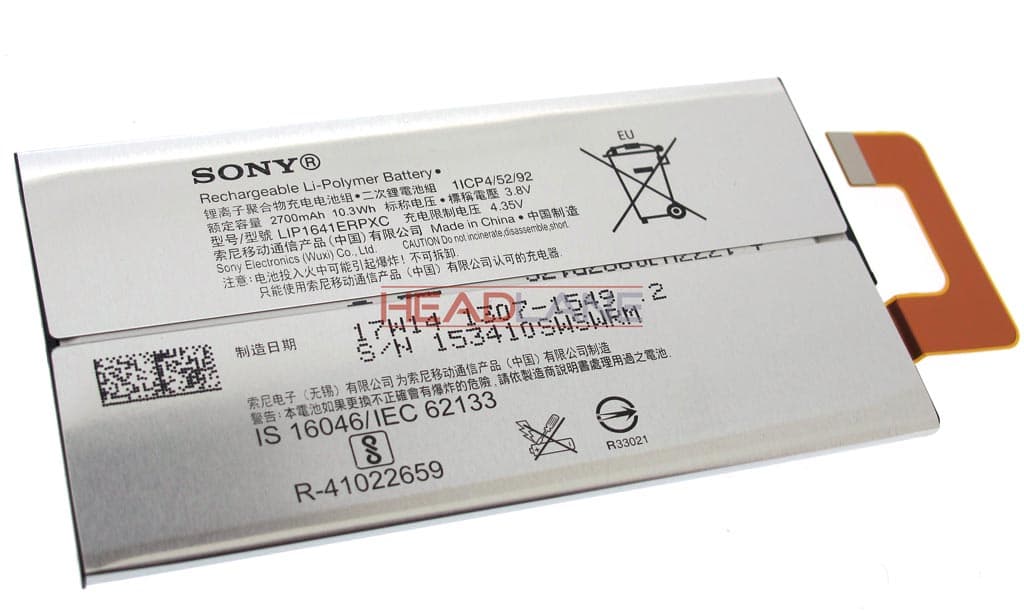 SONY®
EU
Rechargeable Li-Polymer Battery •
锂离子聚合物充电电池组 • 二次鋰電池組 1ICP4/52/92
额定容量 2700mAh 10.3Wh 标称电压 • 標稱電壓 3.8V
型号/型號 LIP1641ERPXC 充电限制电压 4.35V
索尼移动通信产品(中国)有限公司 Made in China • 中国制造
Sony Electronics (Wuxi) Co., Ltd. CAUTION Do not incinerate, disassemble, short.
注意: 电池投入火中可能引起爆炸! 不可拆卸.
只能使用索尼移动通信产品(中国)有限公司认可的充电器.
HEADLANE
制造日期
17W14 1307-1549 2
S/N 153410SWSWRM
索尼电子(无锡)有限公司为索尼移动通信产品(中国)有限公司制造
警告: 本電池如果更換不正確會有爆炸的危險. 請依製造商說明書處理用過之電池.
IS 16046/IEC 62133
R33021
R-41022659